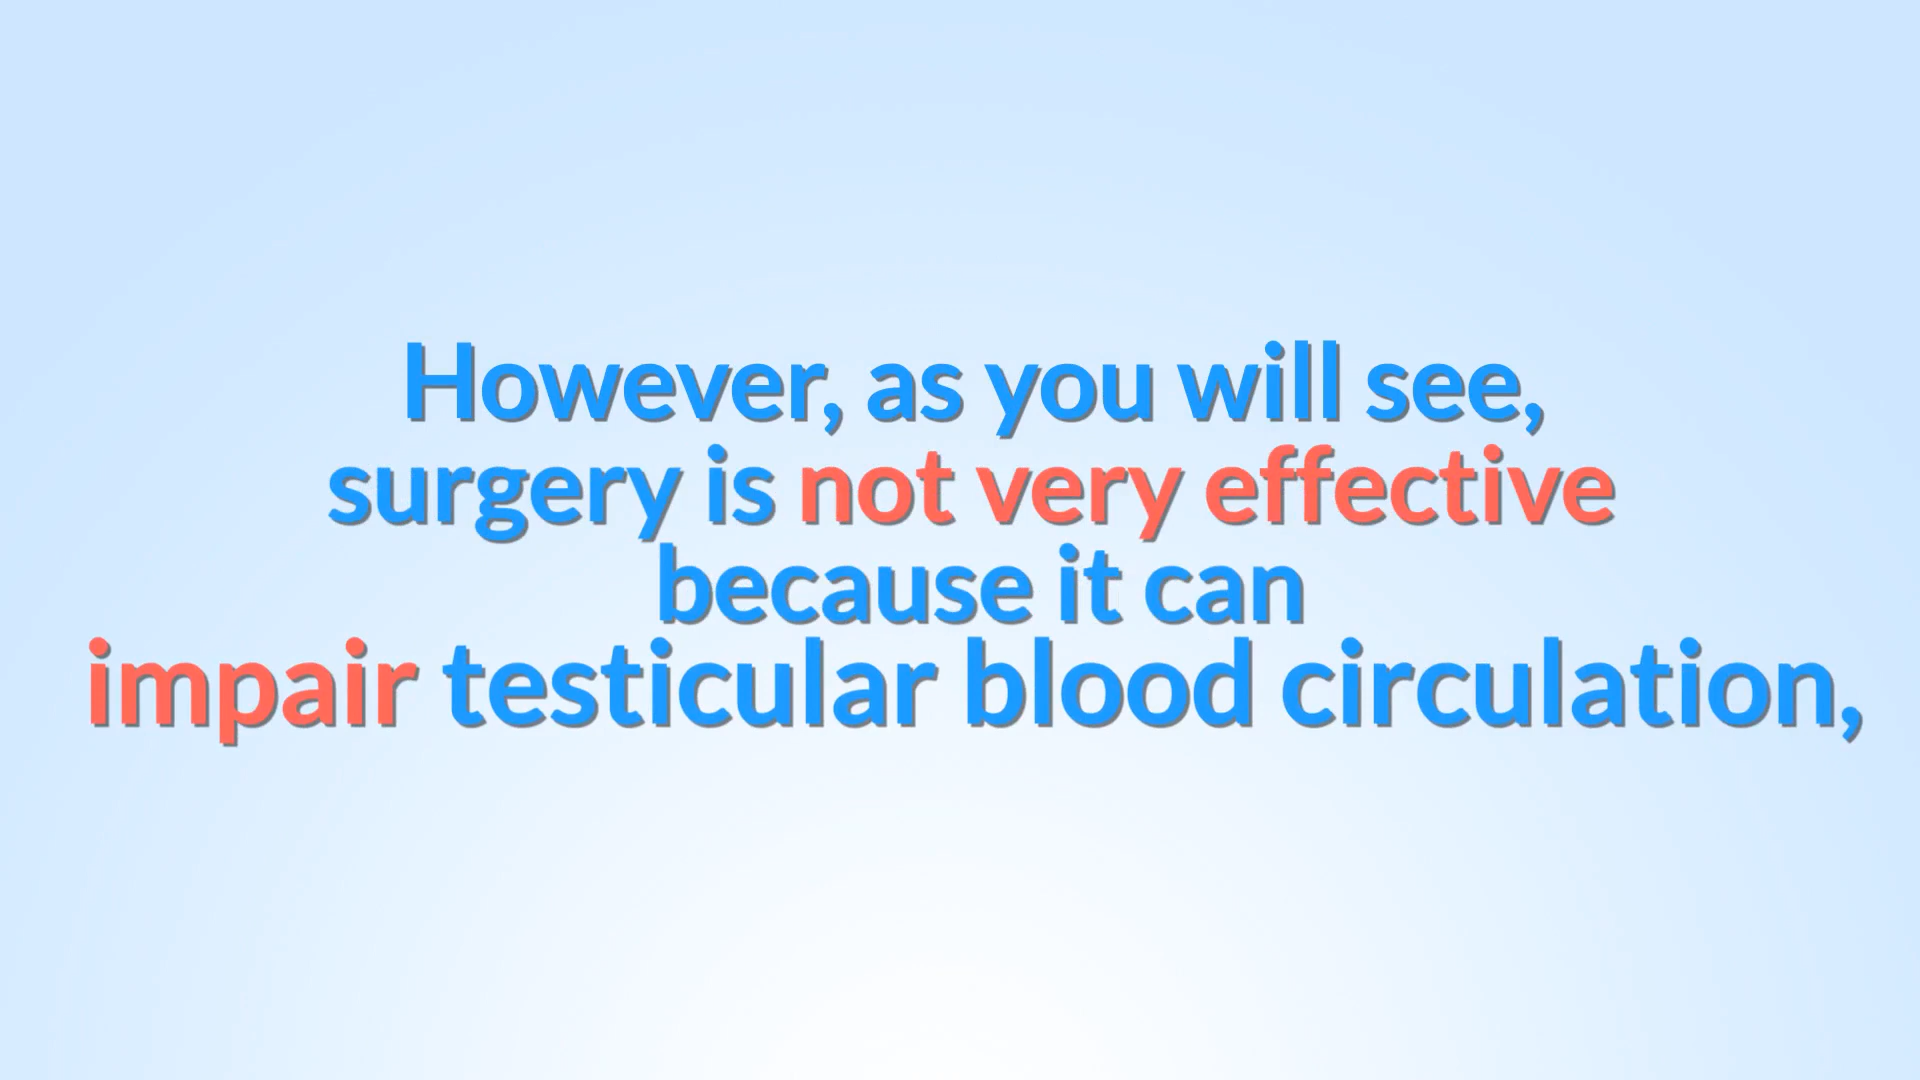 However, as you will see,
surgery is not very effective
because it can
impair testicular blood circulation,